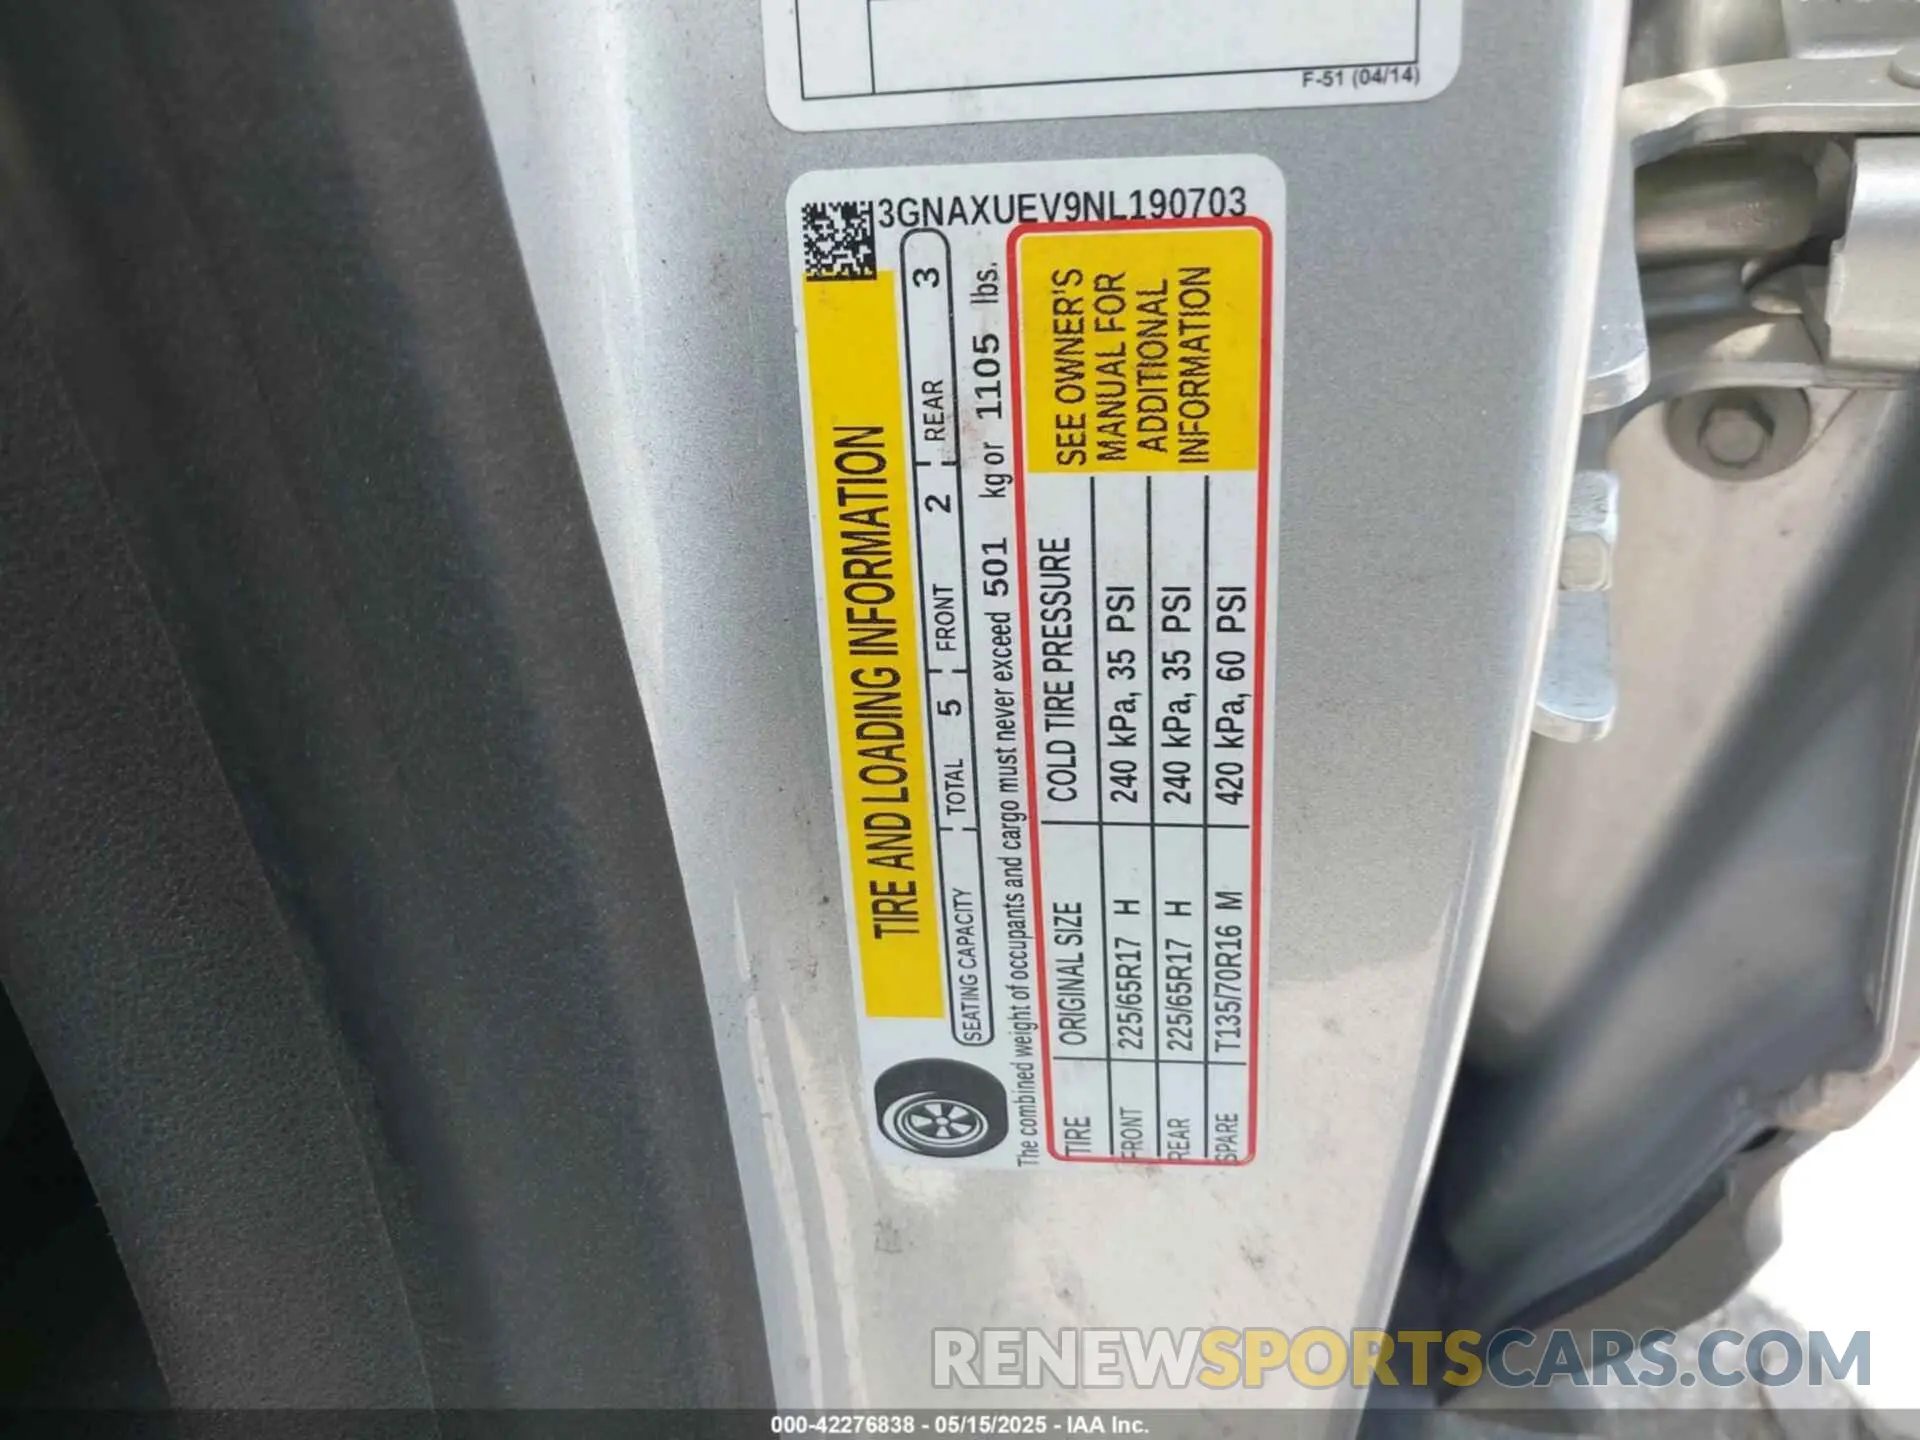 F-51 (04/14)
3GNAXUEV9NL190703
TIRE AND LOADING INFORMATION
SEATING CAPACITY TOTAL 5 FRONT 2 REAR 3
The combined weight of occupants and cargo must never exceed 501 kg or 1105 lbs.
TIRE ORIGINAL SIZE COLD TIRE PRESSURE
FRONT 225/65R17 H 240 kPa, 35 PSI
REAR 225/65R17 H 240 kPa, 35 PSI
SPARE T135/70R16 M 420 kPa, 60 PSI
SEE OWNER'S
MANUAL FOR
ADDITIONAL
INFORMATION
RENEWSPORTSCARS.COM
000-42276838 - 05/15/2025 - IAA Inc.